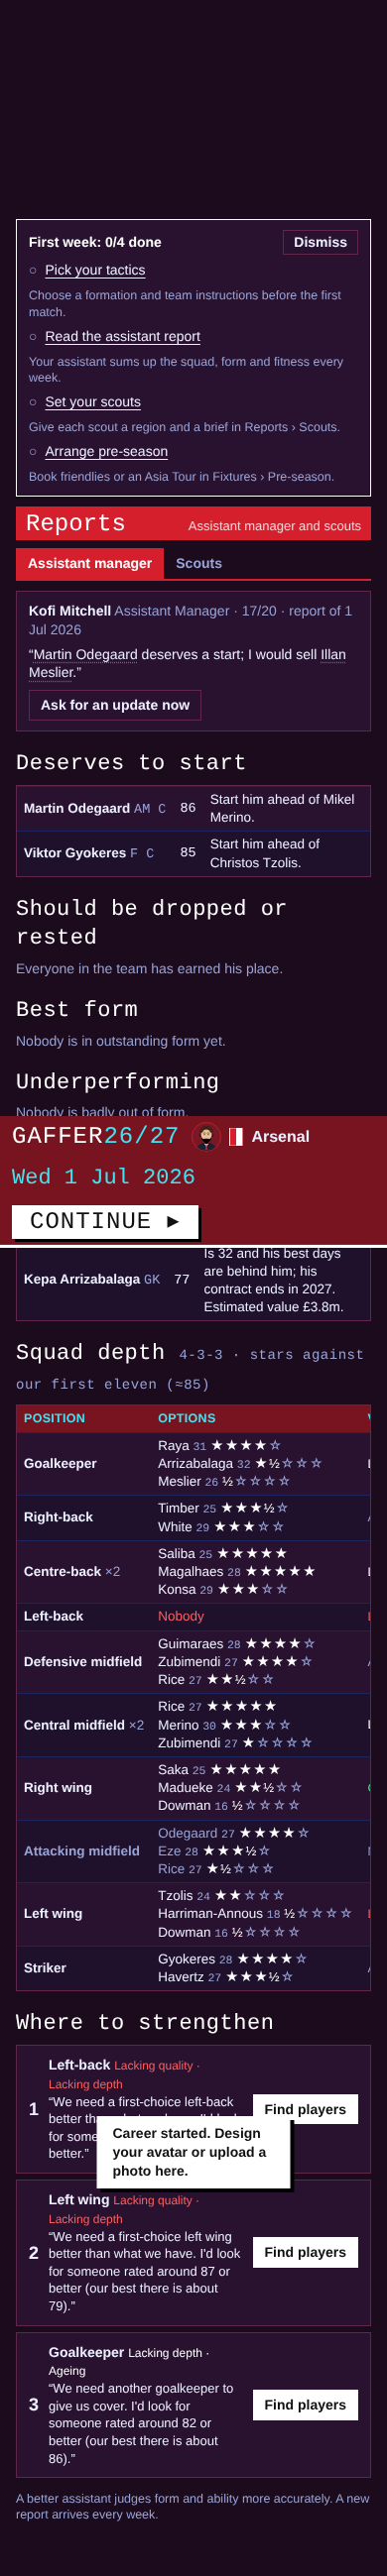 First week: 0/4 done
Dismiss
○ Pick your tactics
Choose a formation and team instructions before the first
match.
○ Read the assistant report
Your assistant sums up the squad, form and fitness every
week.
○ Set your scouts
Give each scout a region and a brief in Reports › Scouts.
○ Arrange pre-season
Book friendlies or an Asia Tour in Fixtures › Pre-season.
Reports
Assistant manager and scouts
Assistant manager
Scouts
Kofi Mitchell Assistant Manager · 17/20 · report of 1
Jul 2026
“Martin Odegaard deserves a start; I would sell Illan
Meslier.”
Ask for an update now
Deserves to start
Martin Odegaard AM C 86 Start him ahead of Mikel
Merino.
Viktor Gyokeres F C 85 Start him ahead of
Christos Tzolis.
Should be dropped or
rested
Everyone in the team has earned his place.
Best form
Nobody is in outstanding form yet.
Underperforming
Nobody is badly out of form.
GAFFER26/27
Arsenal
Wed 1 Jul 2026
CONTINUE ►
Kepa Arrizabalaga GK 77
Is 32 and his best days
are behind him; his
contract ends in 2027.
Estimated value £3.8m.
Squad depth 4-3-3 · stars against
our first eleven (≈85)
POSITION OPTIONS
Goalkeeper
Raya 31 ★★★★☆
Arrizabalaga 32 ★½☆☆☆
Meslier 26 ½☆☆☆☆
Right-back
Timber 25 ★★★½☆
White 29 ★★★☆☆
Centre-back ×2
Saliba 25 ★★★★★
Magalhaes 28 ★★★★★
Konsa 29 ★★★☆☆
Left-back
Nobody
Defensive midfield
Guimaraes 28 ★★★★☆
Zubimendi 27 ★★★★☆
Rice 27 ★★½☆☆
Central midfield ×2
Rice 27 ★★★★★
Merino 30 ★★★☆☆
Zubimendi 27 ★☆☆☆☆
Right wing
Saka 25 ★★★★★
Madueke 24 ★★½☆☆
Dowman 16 ½☆☆☆☆
Attacking midfield
Odegaard 27 ★★★★☆
Eze 28 ★★★½☆
Rice 27 ★½☆☆☆
Left wing
Tzolis 24 ★★☆☆☆
Harriman-Annous 18 ½☆☆☆☆
Dowman 16 ½☆☆☆☆
Striker
Gyokeres 28 ★★★★☆
Havertz 27 ★★★½☆
Where to strengthen
1
Left-back Lacking quality ·
Lacking depth
“We need a first-choice left-back
better
for
better.”
Find players
Career started. Design
your avatar or upload a
photo here.
2
Left wing Lacking quality ·
Lacking depth
“We need a first-choice left wing
better than what we have. I'd look
for someone rated around 87 or
better (our best there is about
79).”
Find players
3
Goalkeeper Lacking depth ·
Ageing
“We need another goalkeeper to
give us cover. I'd look for
someone rated around 82 or
better (our best there is about
86).”
Find players
A better assistant judges form and ability more accurately. A new
report arrives every week.